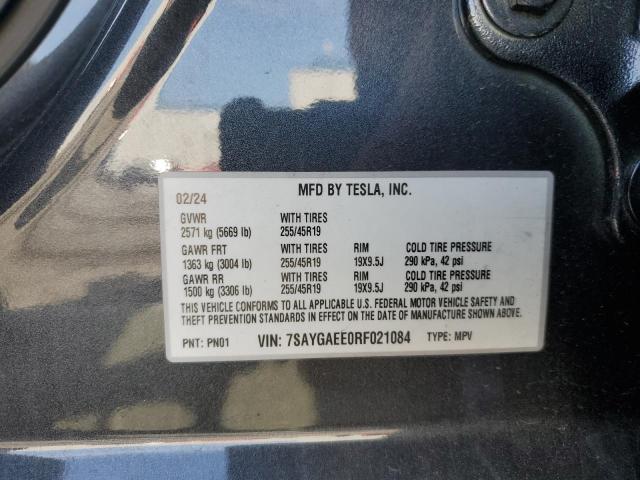 02/24 MFD BY TESLA, INC.
GVWR WITH TIRES
2571 kg (5669 lb) 255/45R19
GAWR FRT WITH TIRES RIM COLD TIRE PRESSURE
1363 kg (3004 lb) 255/45R19 19X9.5J 290 kPa, 42 psi
GAWR RR WITH TIRES RIM COLD TIRE PRESSURE
1500 kg (3306 lb) 255/45R19 19X9.5J 290 kPa, 42 psi
THIS VEHICLE CONFORMS TO ALL APPLICABLE U.S. FEDERAL MOTOR VEHICLE SAFETY AND
THEFT PREVENTION STANDARDS IN EFFECT ON THE DATE OF MANUFACTURE SHOWN ABOVE.
PNT: PN01 VIN: 7SAYGAEE0RF021084 TYPE: MPV